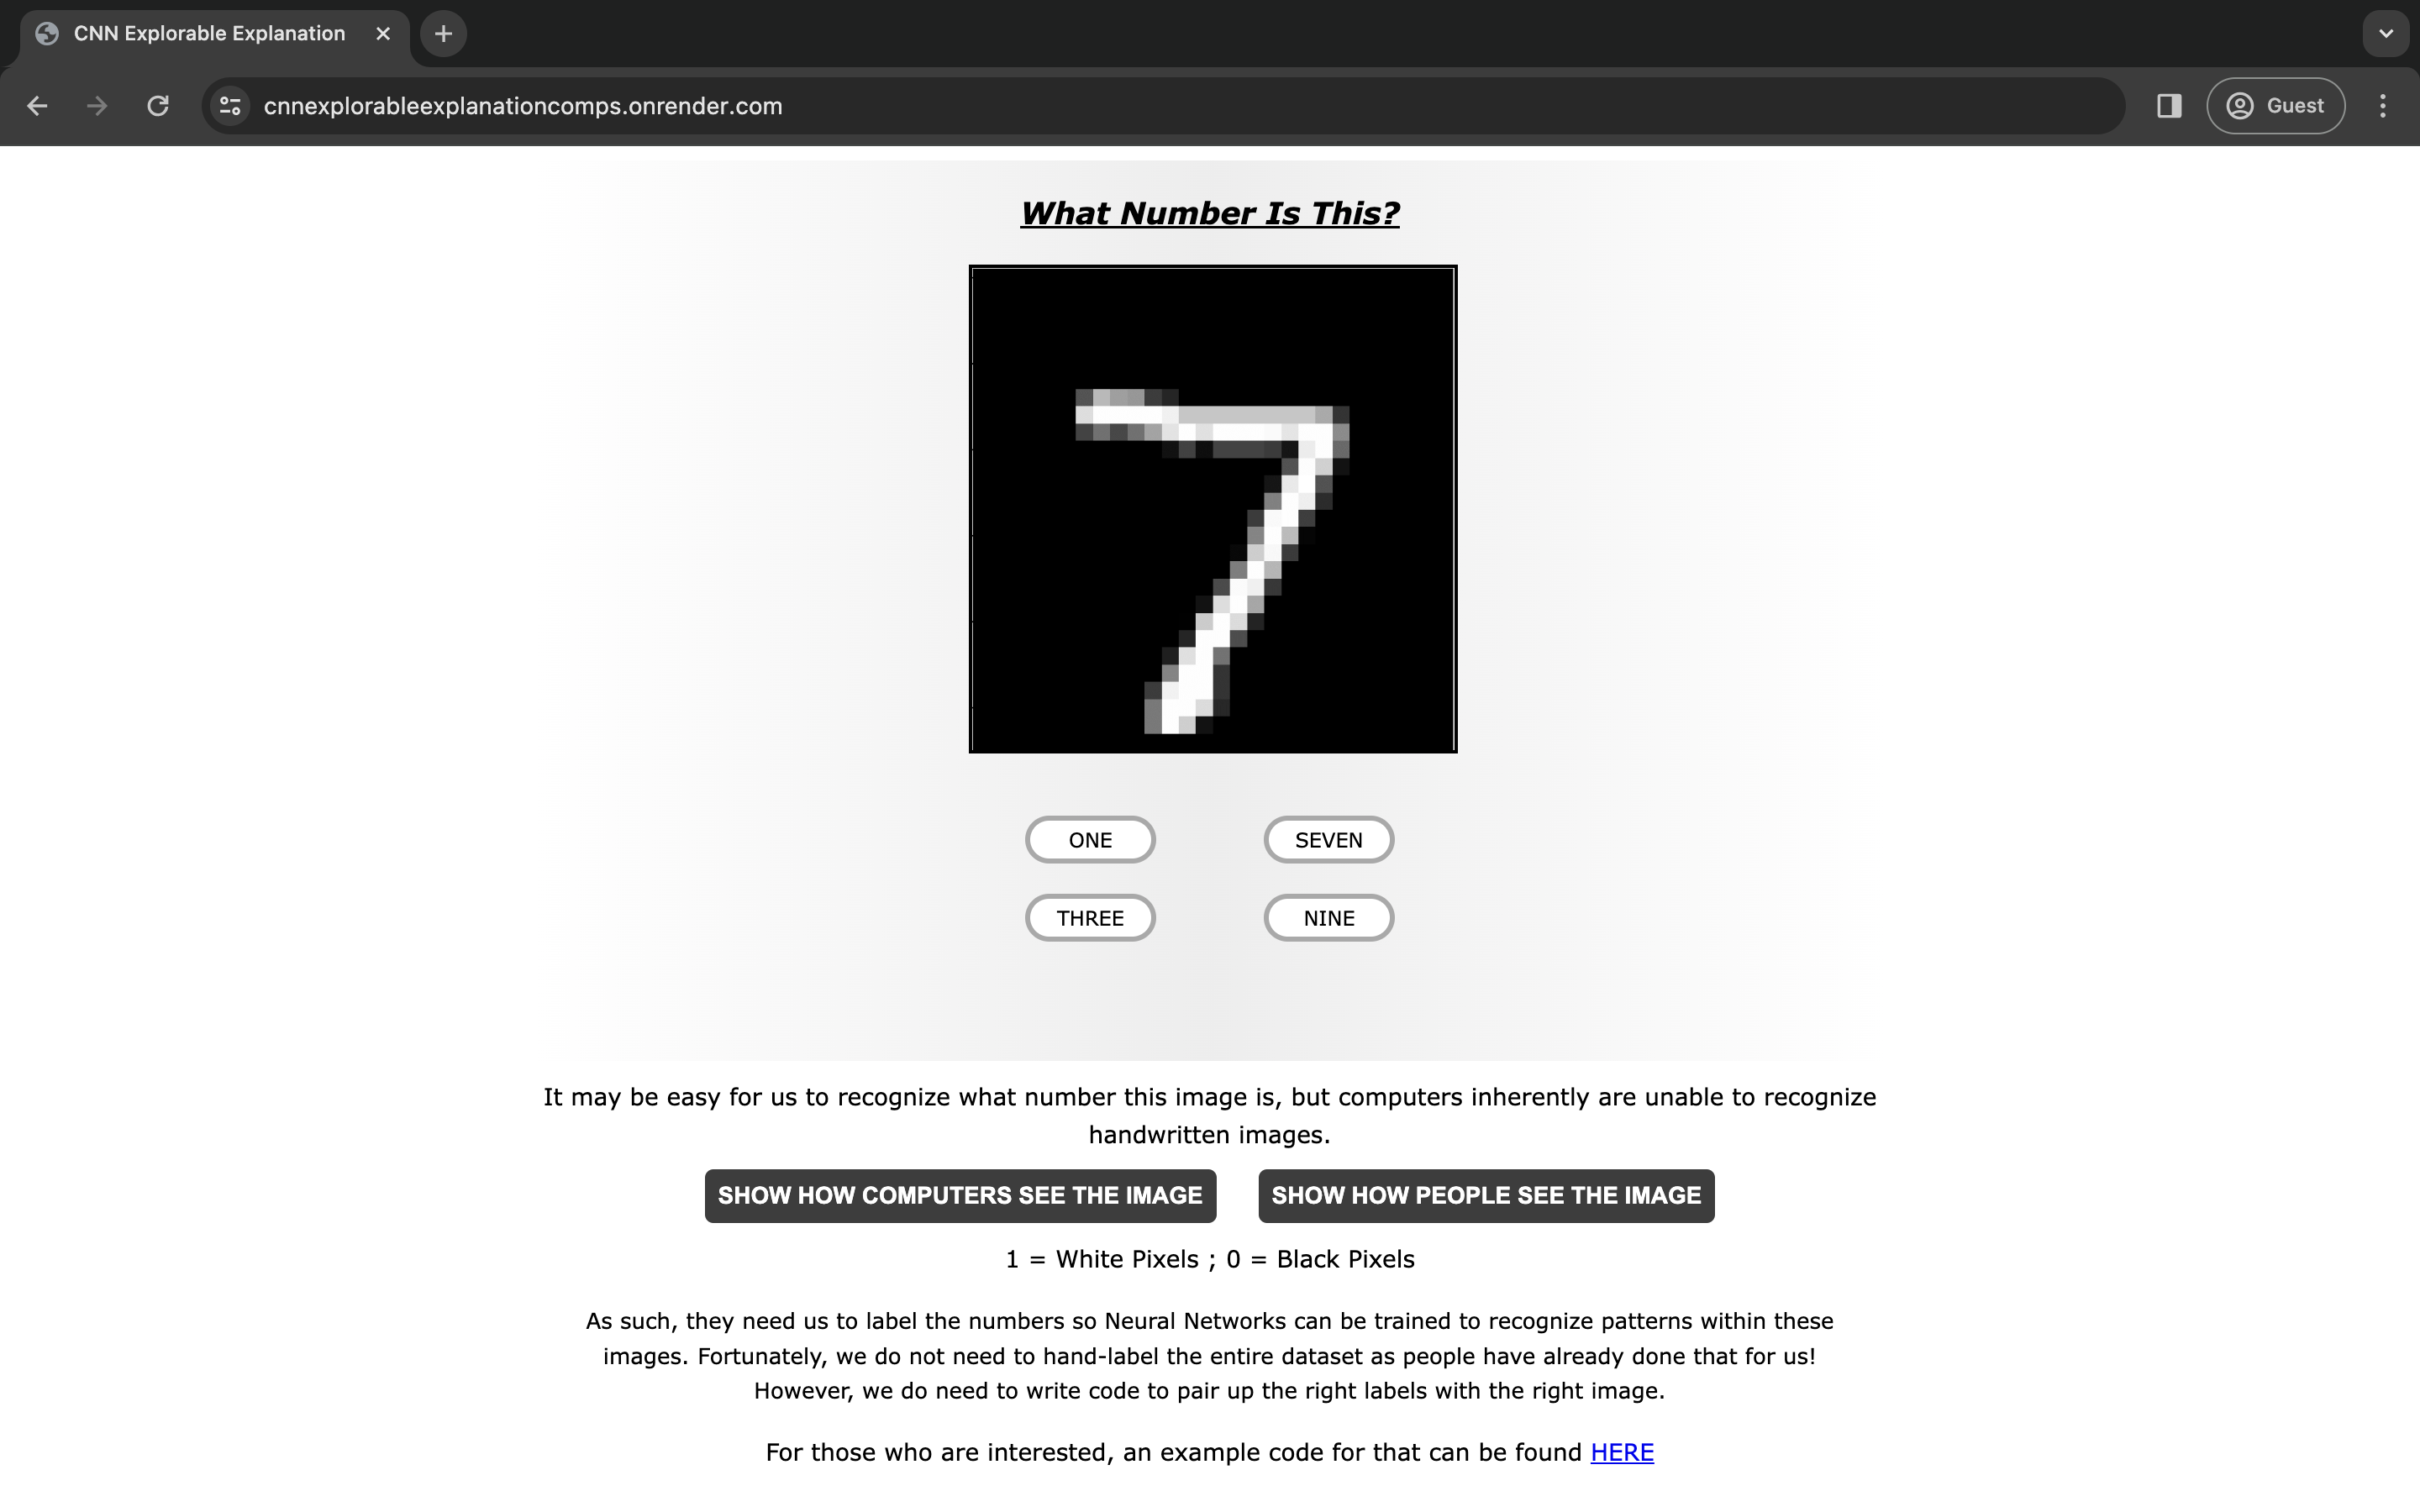 CNN Explorable Explanation
cnnexplorableexplanationcomps.onrender.com
Guest
What Number Is This?
7
ONE
SEVEN
THREE
NINE
It may be easy for us to recognize what number this image is, but computers inherently are unable to recognize
handwritten images.
SHOW HOW COMPUTERS SEE THE IMAGE
SHOW HOW PEOPLE SEE THE IMAGE
1 = White Pixels ; 0 = Black Pixels
As such, they need us to label the numbers so Neural Networks can be trained to recognize patterns within these
images. Fortunately, we do not need to hand-label the entire dataset as people have already done that for us!
However, we do need to write code to pair up the right labels with the right image.
For those who are interested, an example code for that can be found HERE